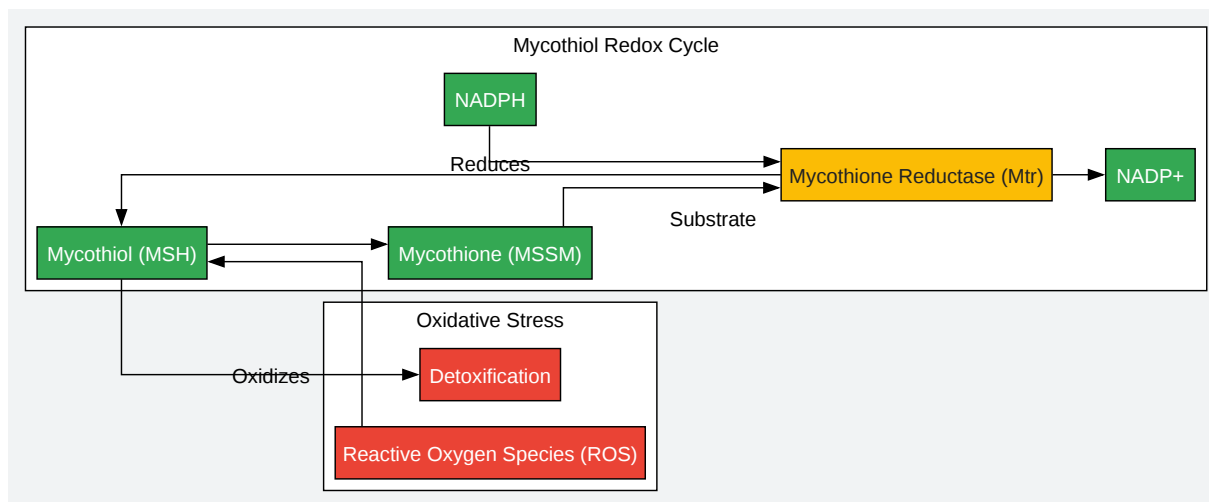 Mycothiol Redox Cycle
NADPH
Reduces
Mycothione Reductase (Mtr)
NADP+
Substrate
Mycothiol (MSH)
Mycothione (MSSM)
Oxidative Stress
Oxidizes
Detoxification
Reactive Oxygen Species (ROS)